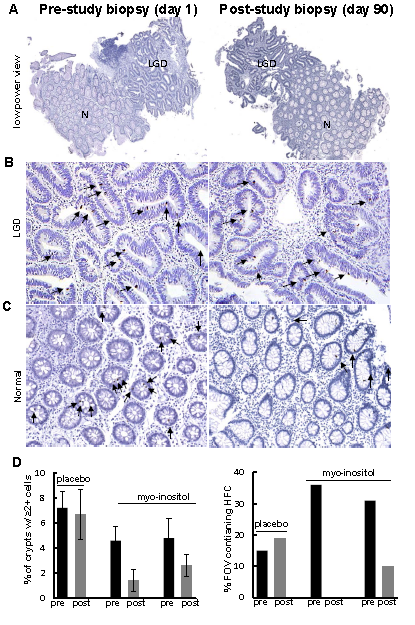 A Pre-study biopsy (day 1) Post-study biopsy (day 90)
low-power view
LGD
N
LGD
N
B
LGD
C
Normal
D
% of crypts w/≥2+ cells
10
8
6
4
2
0
placebo
myo-inositol
pre post pre post pre post
% FOV contianing HFC
40
30
20
10
0
placebo
myo-inositol
pre post pre post pre post